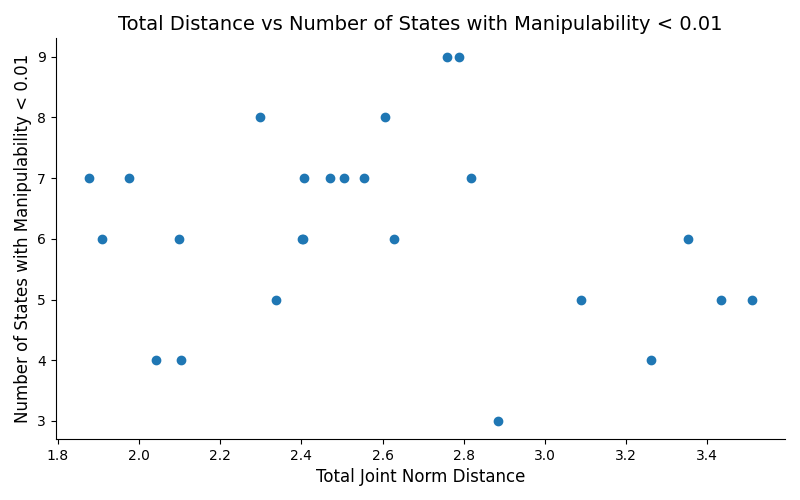 Total Distance vs Number of States with Manipulability < 0.01
Number of States with Manipulability < 0.01
9
8
7
6
5
4
3
1.8 2.0 2.2 2.4 2.6 2.8 3.0 3.2 3.4
Total Joint Norm Distance